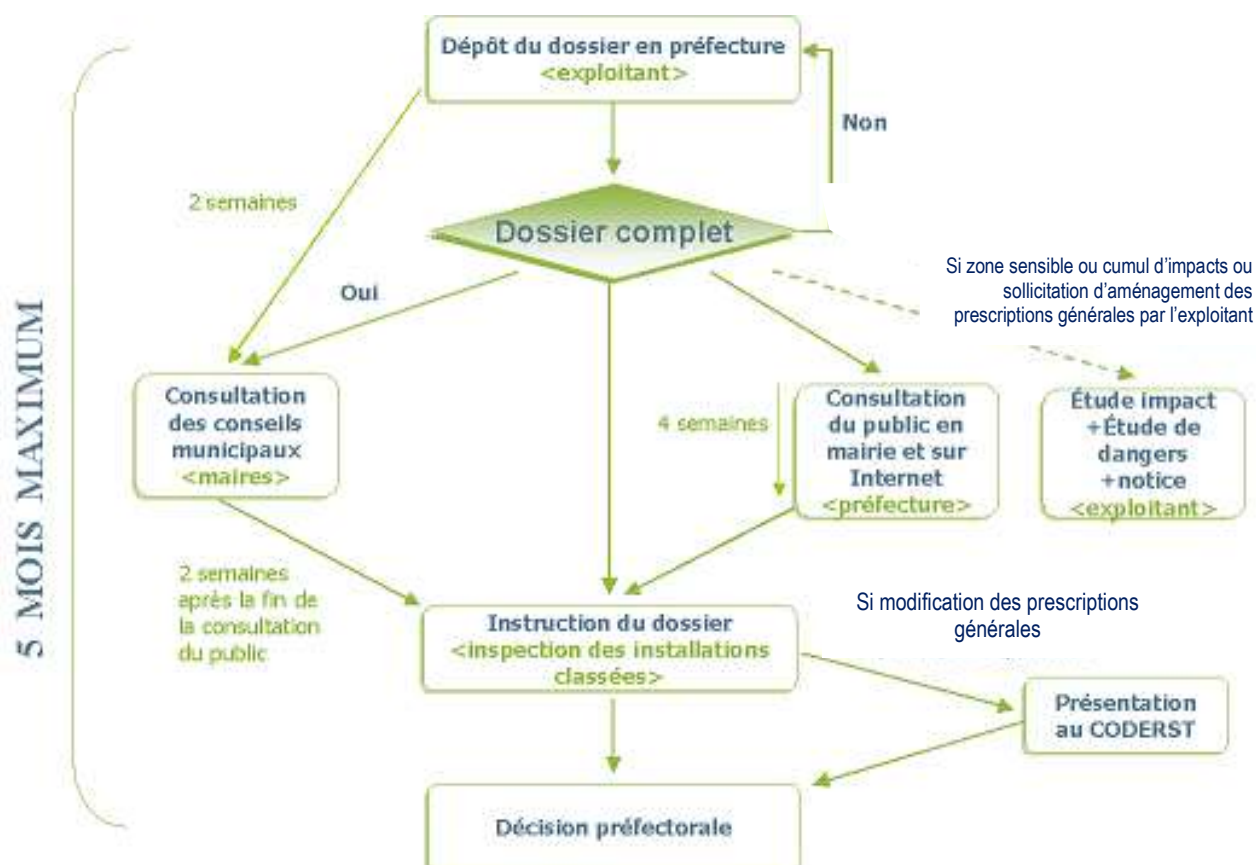 Dépôt du dossier en préfecture
<exploitant>
Non
2 semaines
Dossier complet
Si zone sensible ou cumul d'impacts ou
sollicitation d'aménagement des
prescriptions générales par l'exploitant
Oui
5 MOIS MAXIMUM
Consultation
des conseils
municipaux
<maires>
4 semaines
Consultation
du public en
mairie et sur
Internet
<préfecture>
Étude impact
+Étude de
dangers
+notice
<exploitant>
2 semaines
après la fin de
la consultation
du public
Instruction du dossier
<inspection des installations
classées>
Si modification des prescriptions
générales
Présentation
au CODERST
Décision préfectorale